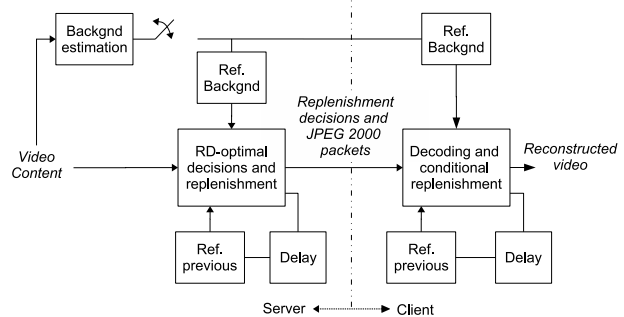 Backgnd
estimation
Ref.
Backgnd
Ref.
Backgnd
Replenishment
decisions and
JPEG 2000
packets
Video
Content
RD-optimal
decisions and
replenishment
Decoding and
conditional
replenishment
Reconstructed
video
Ref.
previous
Delay
Ref.
previous
Delay
Server
Client